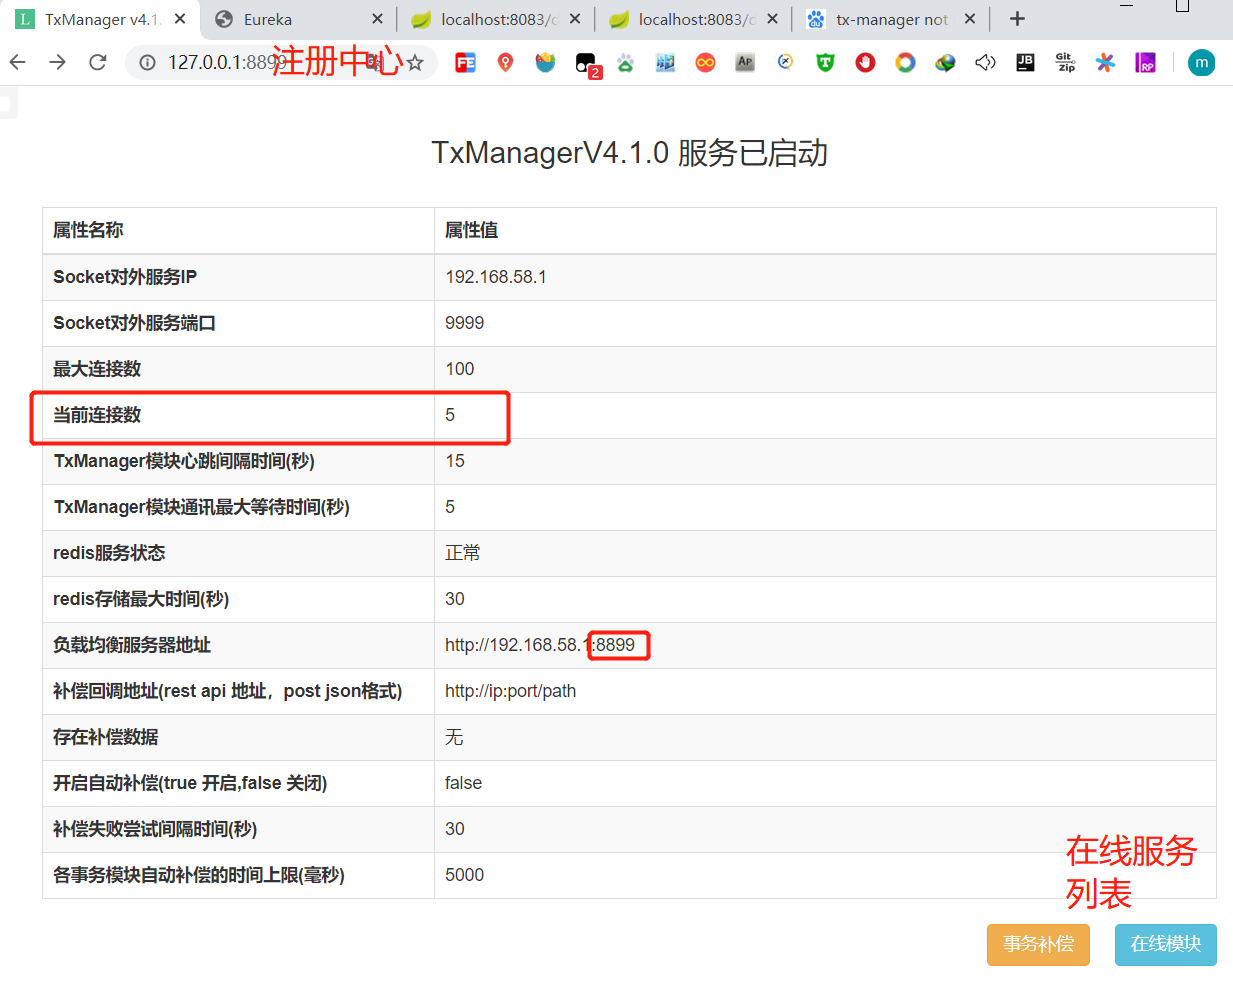 TxManager v4.1.
Eureka
localhost:8083/d
localhost:8083/d
tx-manager not
127.0.0.1:8899
注册中心
2
FE
AP
JB
Git
Zip
RP
m
TxManagerV4.1.0 服务已启动
属性名称 属性值
Socket对外服务IP 192.168.58.1
Socket对外服务端口 9999
最大连接数 100
当前连接数 5
TxManager模块心跳间隔时间(秒) 15
TxManager模块通讯最大等待时间(秒) 5
redis服务状态 正常
redis存储最大时间(秒) 30
负载均衡服务器地址 http://192.168.58.1:8899
补偿回调地址(rest api 地址，post json格式) http://ip:port/path
存在补偿数据 无
开启自动补偿(true 开启,false 关闭) false
补偿失败尝试间隔时间(秒) 30
各事务模块自动补偿的时间上限(毫秒) 5000
在线服务
列表
事务补偿 在线模块